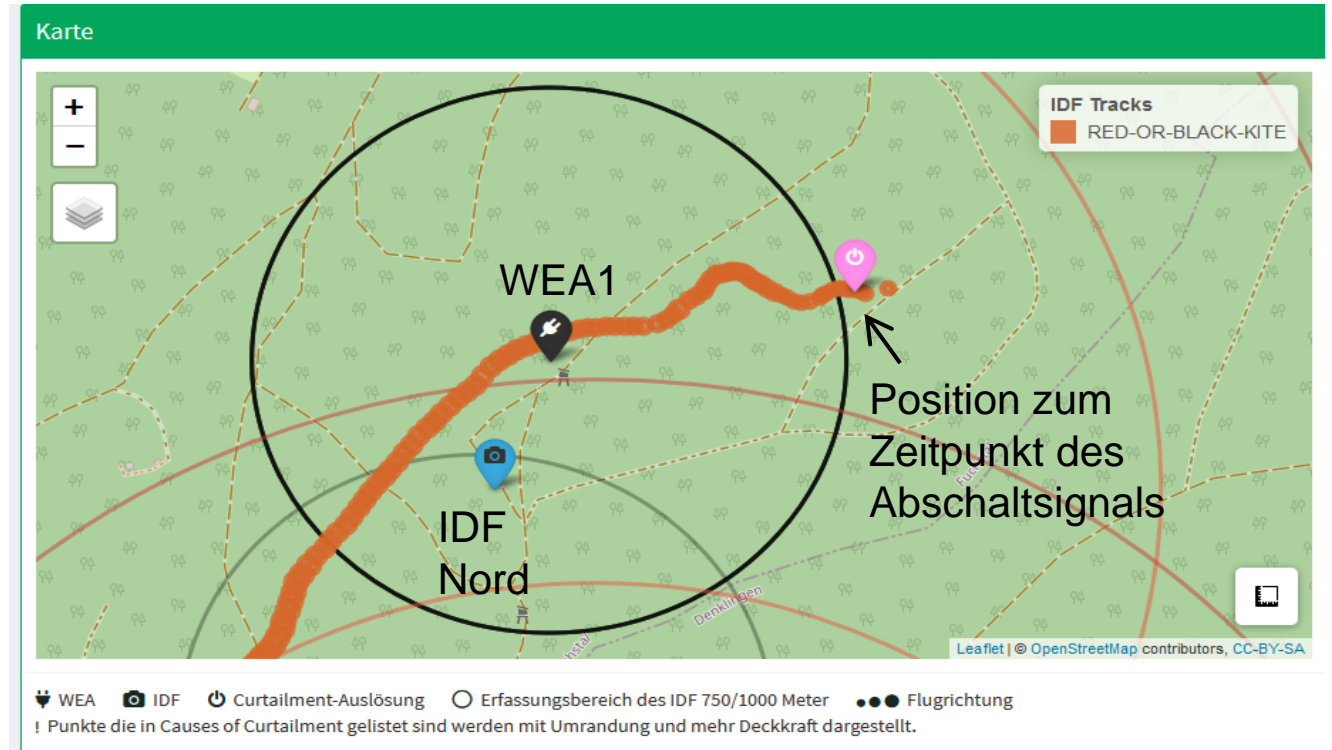 Karte
+
−
IDF Tracks
RED-OR-BLACK-KITE
WEA1
Position zum
Zeitpunkt des
Abschaltsignals
IDF
Nord
Fuchstal
Denklingen
Leaflet | © OpenStreetMap contributors, CC-BY-SA
WEA IDF Curtailment-Auslösung Erfassungsbereich des IDF 750/1000 Meter Flugrichtung
! Punkte die in Causes of Curtailment gelistet sind werden mit Umrandung und mehr Deckkraft dargestellt.